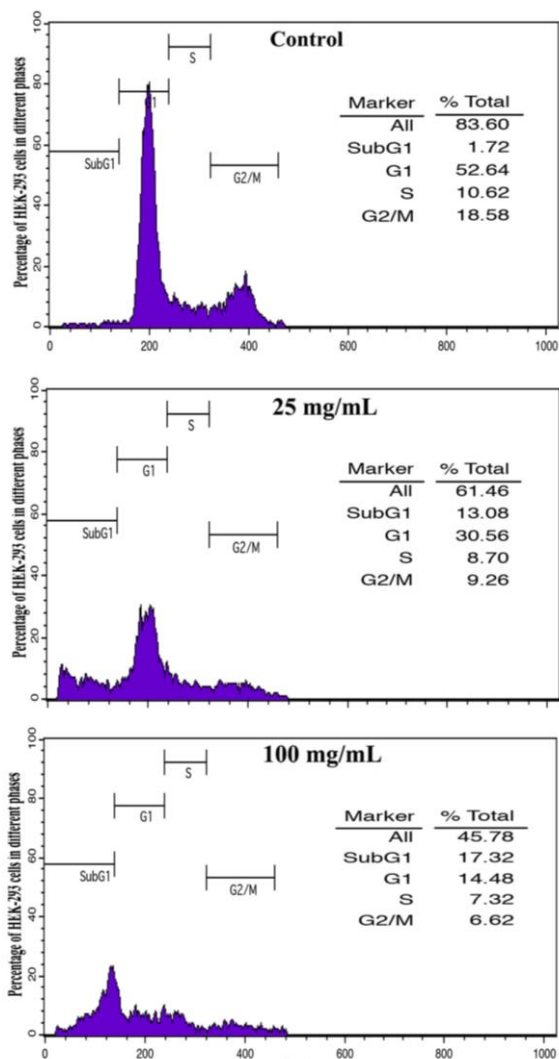 Control
Percentage of HEK-293 cells in different phases
100
80
60
40
20
0
S
1
SubG1
G2/M
Marker % Total
All 83.60
SubG1 1.72
G1 52.64
S 10.62
G2/M 18.58
0 200 400 600 800 1000
25 mg/mL
Percentage of HEK-293 cells in different phases
100
80
60
40
20
0
S
G1
SubG1
G2/M
Marker % Total
All 61.46
SubG1 13.08
G1 30.56
S 8.70
G2/M 9.26
0 200 400 600 800 1000
100 mg/mL
Percentage of HEK-293 cells in different phases
100
80
60
40
20
0
S
G1
SubG1
G2/M
Marker % Total
All 45.78
SubG1 17.32
G1 14.48
S 7.32
G2/M 6.62
0 200 400 600 800 1000